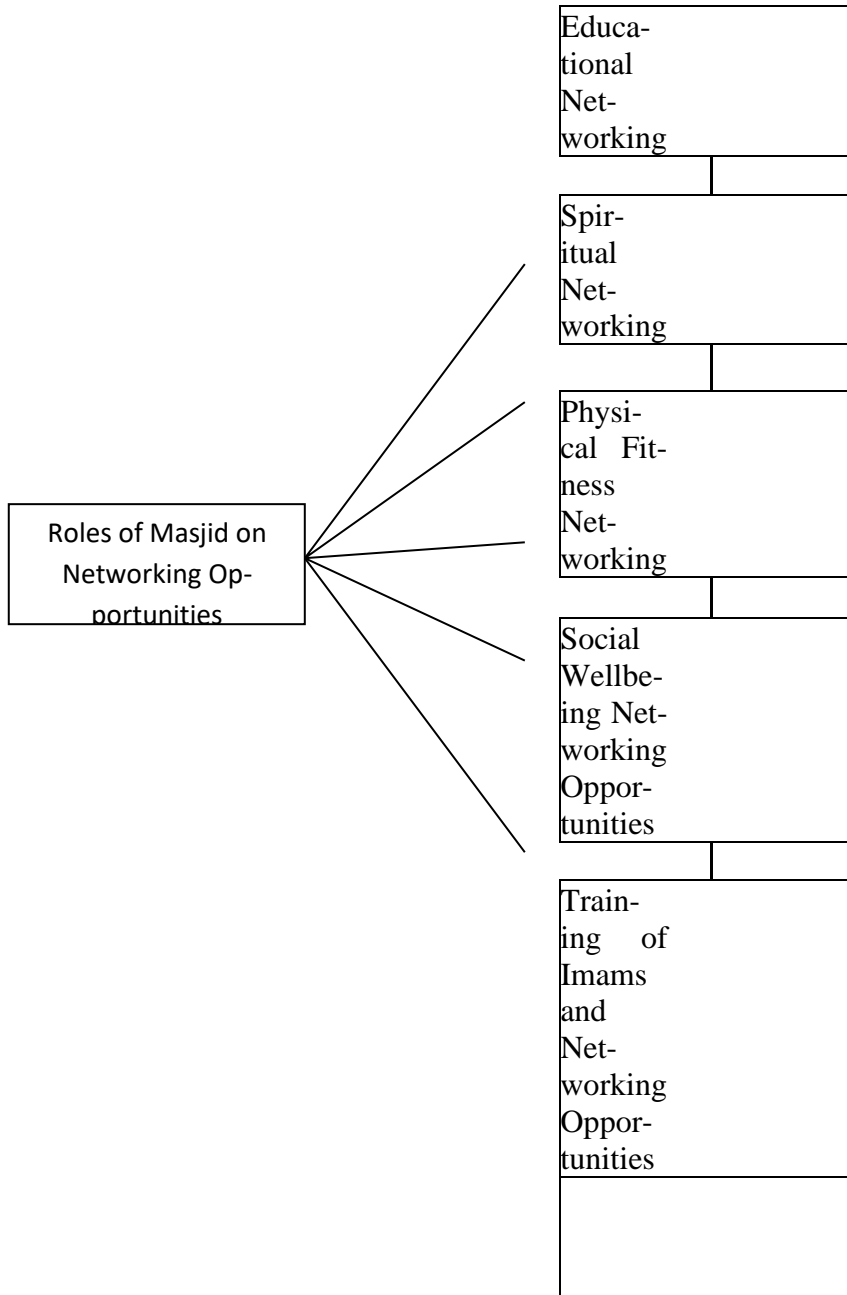 Roles of Masjid on
Networking Op-
portunities
Educa-
tional
Net-
working
Spir-
itual
Net-
working
Physi-
cal Fit-
ness
Net-
working
Social
Wellbe-
ing Net-
working
Oppor-
tunities
Train-
ing of
Imams
and
Net-
working
Oppor-
tunities